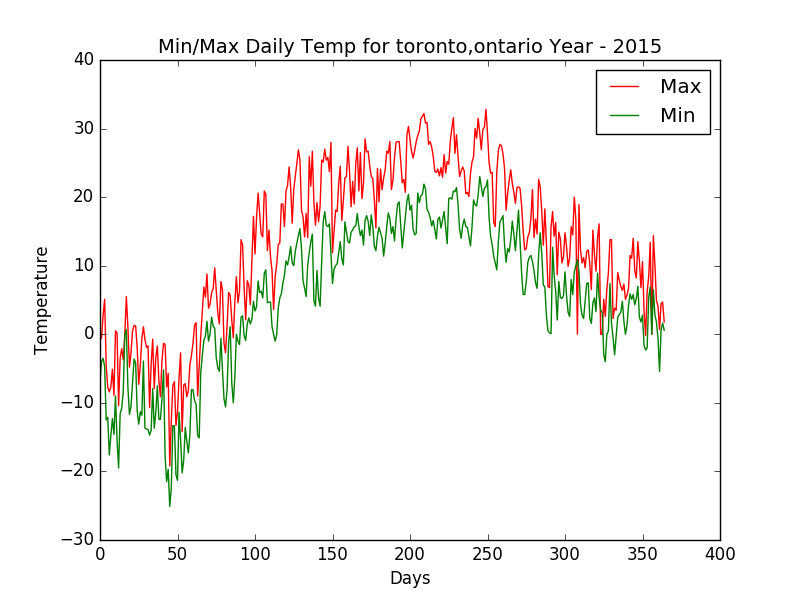 Min/Max Daily Temp for toronto,ontario Year - 2015
Max
Min
Temperature
40
30
20
10
0
−10
−20
−30
0 50 100 150 200 250 300 350 400
Days